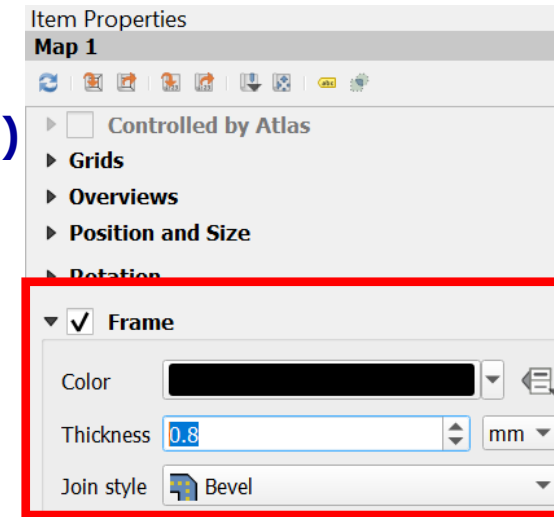 Item Properties
Map 1
)
Controlled by Atlas
Grids
Overviews
Position and Size
Rotation
Frame
Color
Thickness 0.8 mm
Join style Bevel